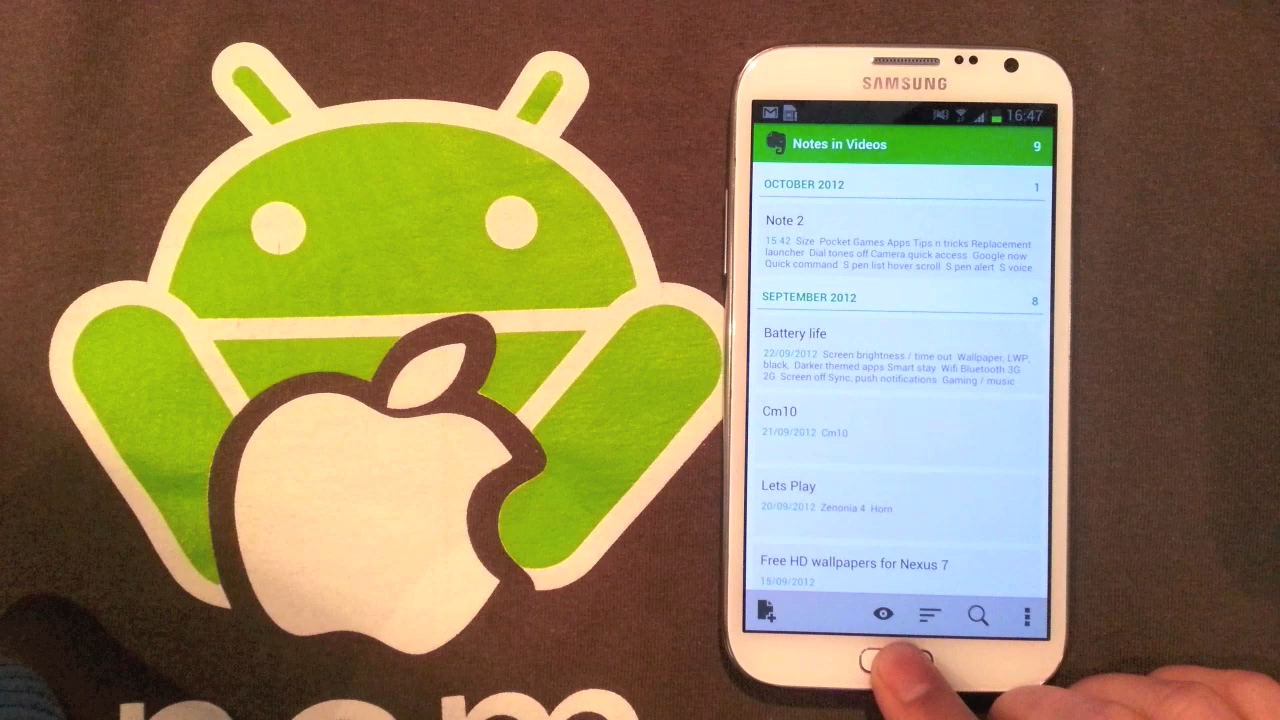 SAMSUNG
16:47
Notes in Videos 9
OCTOBER 2012 1
Note 2
15:42 Size Pocket Games Apps Tips n tricks Replacement
launcher Dial tones off Camera quick access Google now
Quick command S pen list hover scroll S pen alert S voice
SEPTEMBER 2012 8
Battery life
22/09/2012 Screen brightness / time out Wallpaper, LWP,
black, Darker themed apps Smart stay Wifi Bluetooth 3G
2G Screen off Sync, push notifications Gaming / music
Cm10
21/09/2012 Cm10
Lets Play
20/09/2012 Zenonia 4 Horn
Free HD wallpapers for Nexus 7
15/09/2012
nom